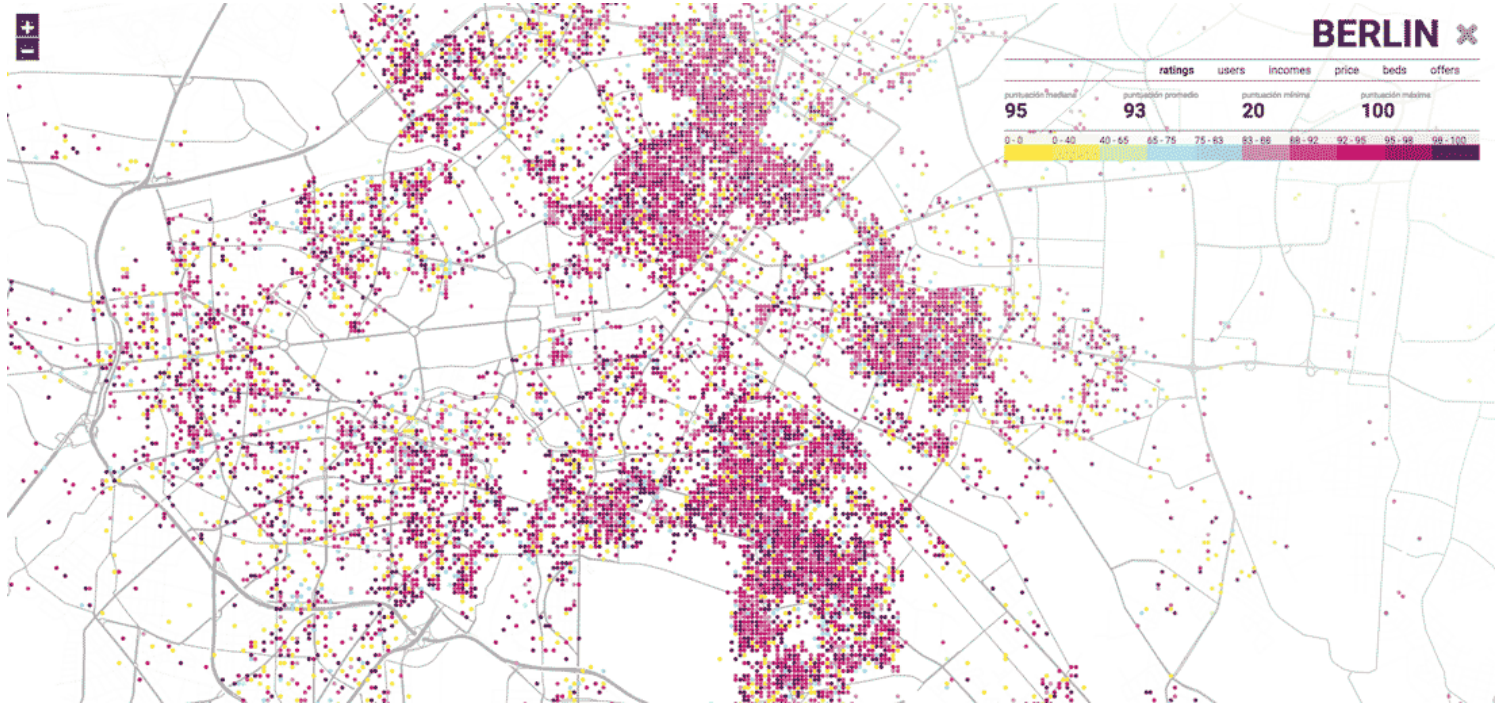 +
-
BERLIN ×
ratings users incomes price beds offers
puntuación mediana puntuación promedio puntuación mínima puntuación máxima
95 93 20 100
0 - 0 0 - 40 40 - 65 65 - 75 75 - 83 83 - 88 88 - 92 92 - 95 95 - 98 98 - 100